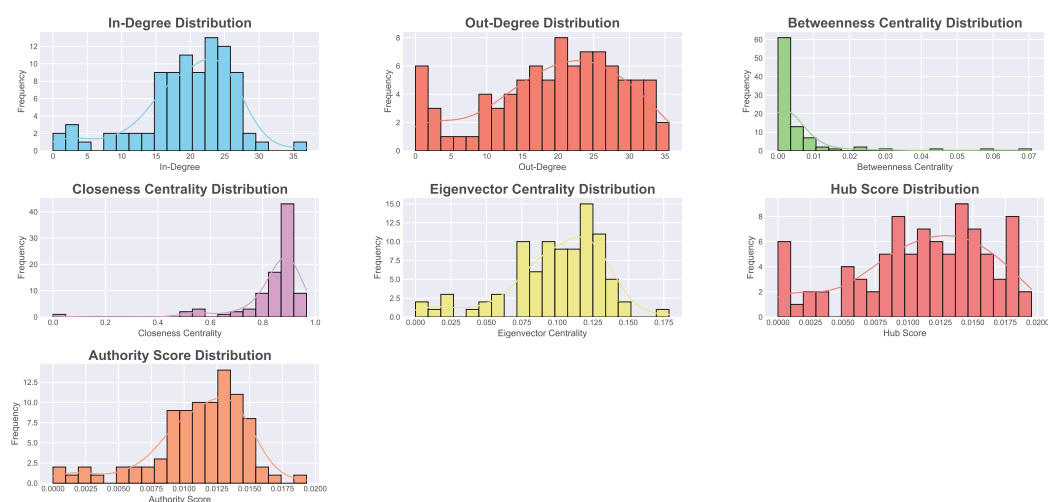 In-Degree Distribution
Frequency
12
10
8
6
4
2
0
0 5 10 15 20 25 30 35
In-Degree
Out-Degree Distribution
Frequency
8
6
4
2
0
0 5 10 15 20 25 30 35
Out-Degree
Betweenness Centrality Distribution
Frequency
60
50
40
30
20
10
0
0.00 0.01 0.02 0.03 0.04 0.05 0.06 0.07
Betweenness Centrality
Closeness Centrality Distribution
Frequency
40
30
20
10
0
0.0 0.2 0.4 0.6 0.8 1.0
Closeness Centrality
Eigenvector Centrality Distribution
Frequency
15.0
12.5
10.0
7.5
5.0
2.5
0.0
0.000 0.025 0.050 0.075 0.100 0.125 0.150 0.175
Eigenvector Centrality
Hub Score Distribution
Frequency
8
6
4
2
0
0.0000 0.0025 0.0050 0.0075 0.0100 0.0125 0.0150 0.0175 0.0200
Hub Score
Authority Score Distribution
Frequency
12.5
10.0
7.5
5.0
2.5
0.0
0.0000 0.0025 0.0050 0.0075 0.0100 0.0125 0.0150 0.0175 0.0200
Authority Score